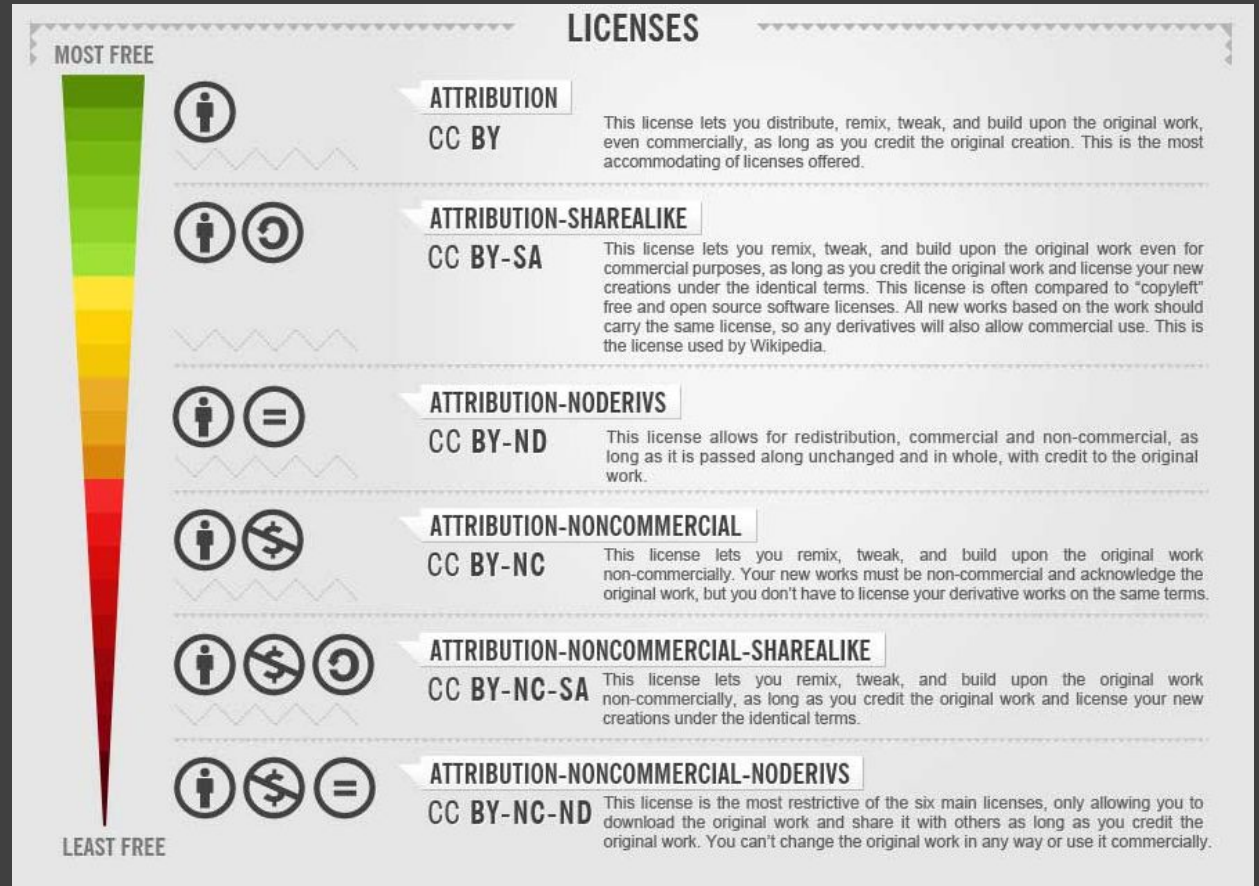 LICENSES
MOST FREE
ATTRIBUTION
CC BY
This license lets you distribute, remix, tweak, and build upon the original work,
even commercially, as long as you credit the original creation. This is the most
accommodating of licenses offered.
ATTRIBUTION-SHAREALIKE
CC BY-SA
This license lets you remix, tweak, and build upon the original work even for
commercial purposes, as long as you credit the original work and license your new
creations under the identical terms. This license is often compared to “copyleft”
free and open source software licenses. All new works based on the work should
carry the same license, so any derivatives will also allow commercial use. This is
the license used by Wikipedia.
ATTRIBUTION-NODERIVS
CC BY-ND
This license allows for redistribution, commercial and non-commercial, as
long as it is passed along unchanged and in whole, with credit to the original
work.
ATTRIBUTION-NONCOMMERCIAL
CC BY-NC
This license lets you remix, tweak, and build upon the original work
non-commercially. Your new works must be non-commercial and acknowledge the
original work, but you don’t have to license your derivative works on the same terms.
ATTRIBUTION-NONCOMMERCIAL-SHAREALIKE
CC BY-NC-SA
This license lets you remix, tweak, and build upon the original work
non-commercially, as long as you credit the original work and license your new
creations under the identical terms.
ATTRIBUTION-NONCOMMERCIAL-NODERIVS
CC BY-NC-ND
This license is the most restrictive of the six main licenses, only allowing you to
download the original work and share it with others as long as you credit the
original work. You can’t change the original work in any way or use it commercially.
LEAST FREE